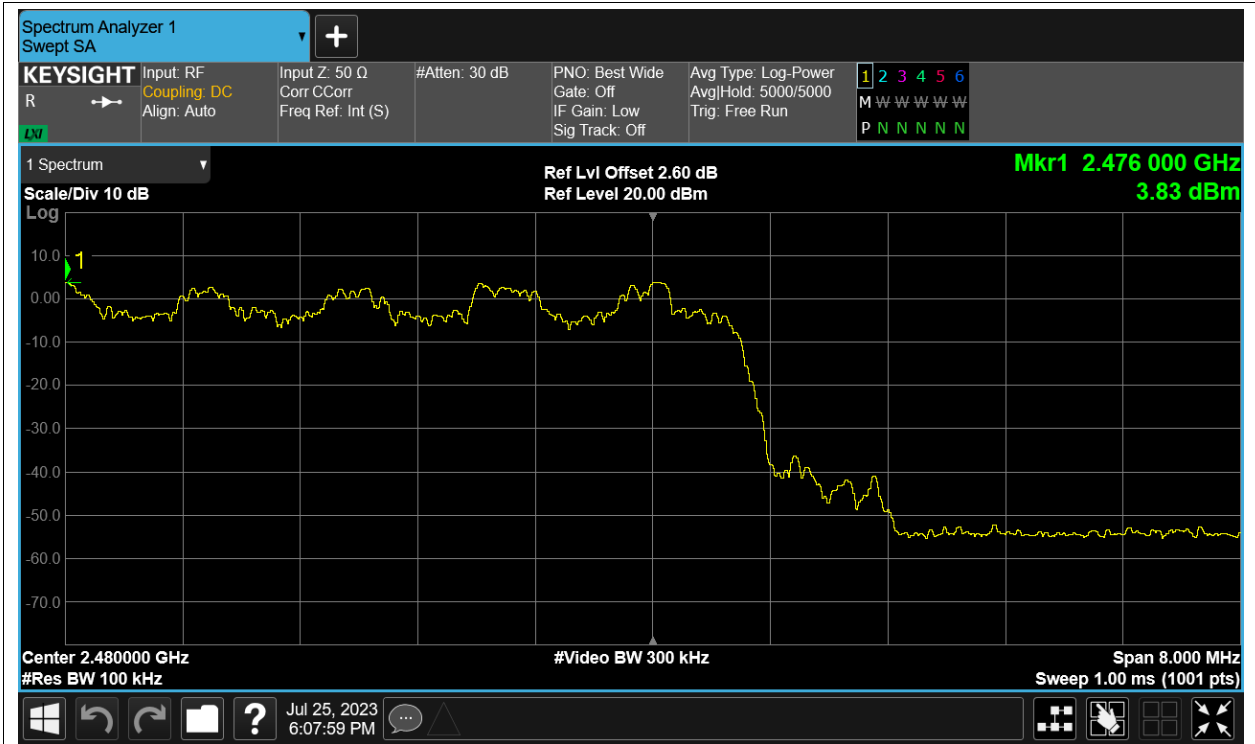 Spectrum Analyzer 1
Swept SA
KEYSIGHT Input: RF Input Z: 50 Ω #Atten: 30 dB PNO: Best Wide Avg Type: Log-Power 1 2 3 4 5 6
R Coupling: DC Corr CCorr Gate: Off Avg|Hold: 5000/5000 M W W W W W
Align: Auto Freq Ref: Int (S) IF Gain: Low Trig: Free Run
LXI Sig Track: Off P N N N N N
1 Spectrum
Ref Lvl Offset 2.60 dB Mkr1 2.476 000 GHz
Scale/Div 10 dB Ref Level 20.00 dBm 3.83 dBm
Log
10.0 1
0.00
-10.0
-20.0
-30.0
-40.0
-50.0
-60.0
-70.0
Center 2.480000 GHz #Video BW 300 kHz Span 8.000 MHz
#Res BW 100 kHz Sweep 1.00 ms (1001 pts)
? Jul 25, 2023
6:07:59 PM